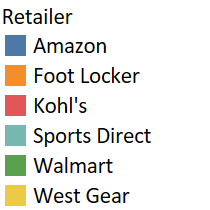 Retailer
Amazon
Foot Locker
Kohl's
Sports Direct
Walmart
West Gear